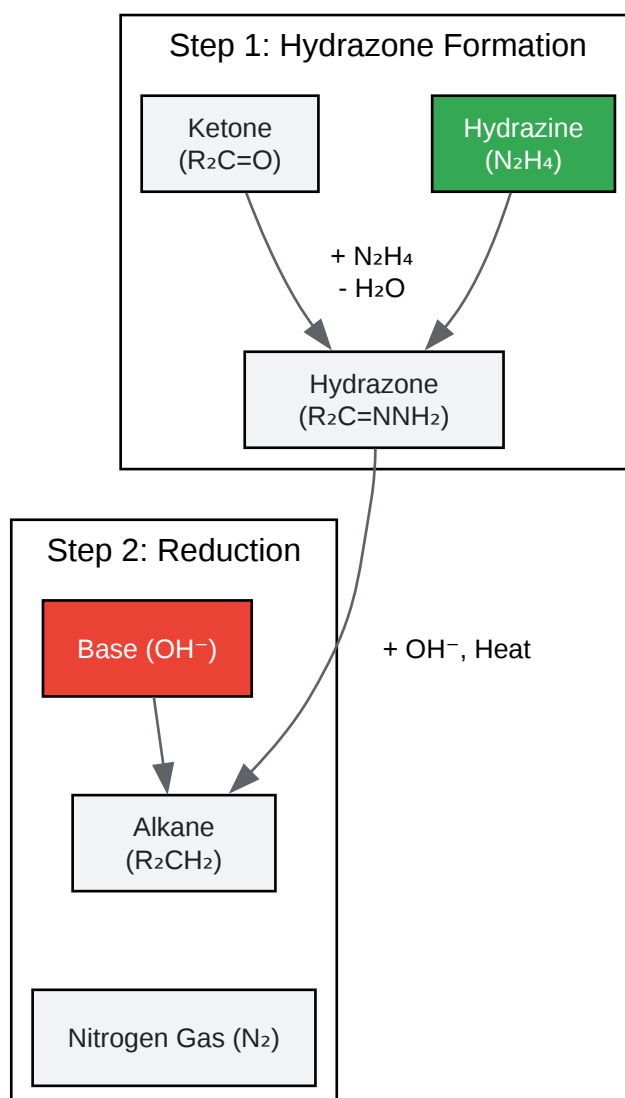 Step 1: Hydrazone Formation
Ketone
(R₂C=O)
Hydrazine
(N₂H₄)
+ N₂H₄
- H₂O
Hydrazone
(R₂C=NNH₂)
Step 2: Reduction
Base (OH⁻)
+ OH⁻, Heat
Alkane
(R₂CH₂)
Nitrogen Gas (N₂)